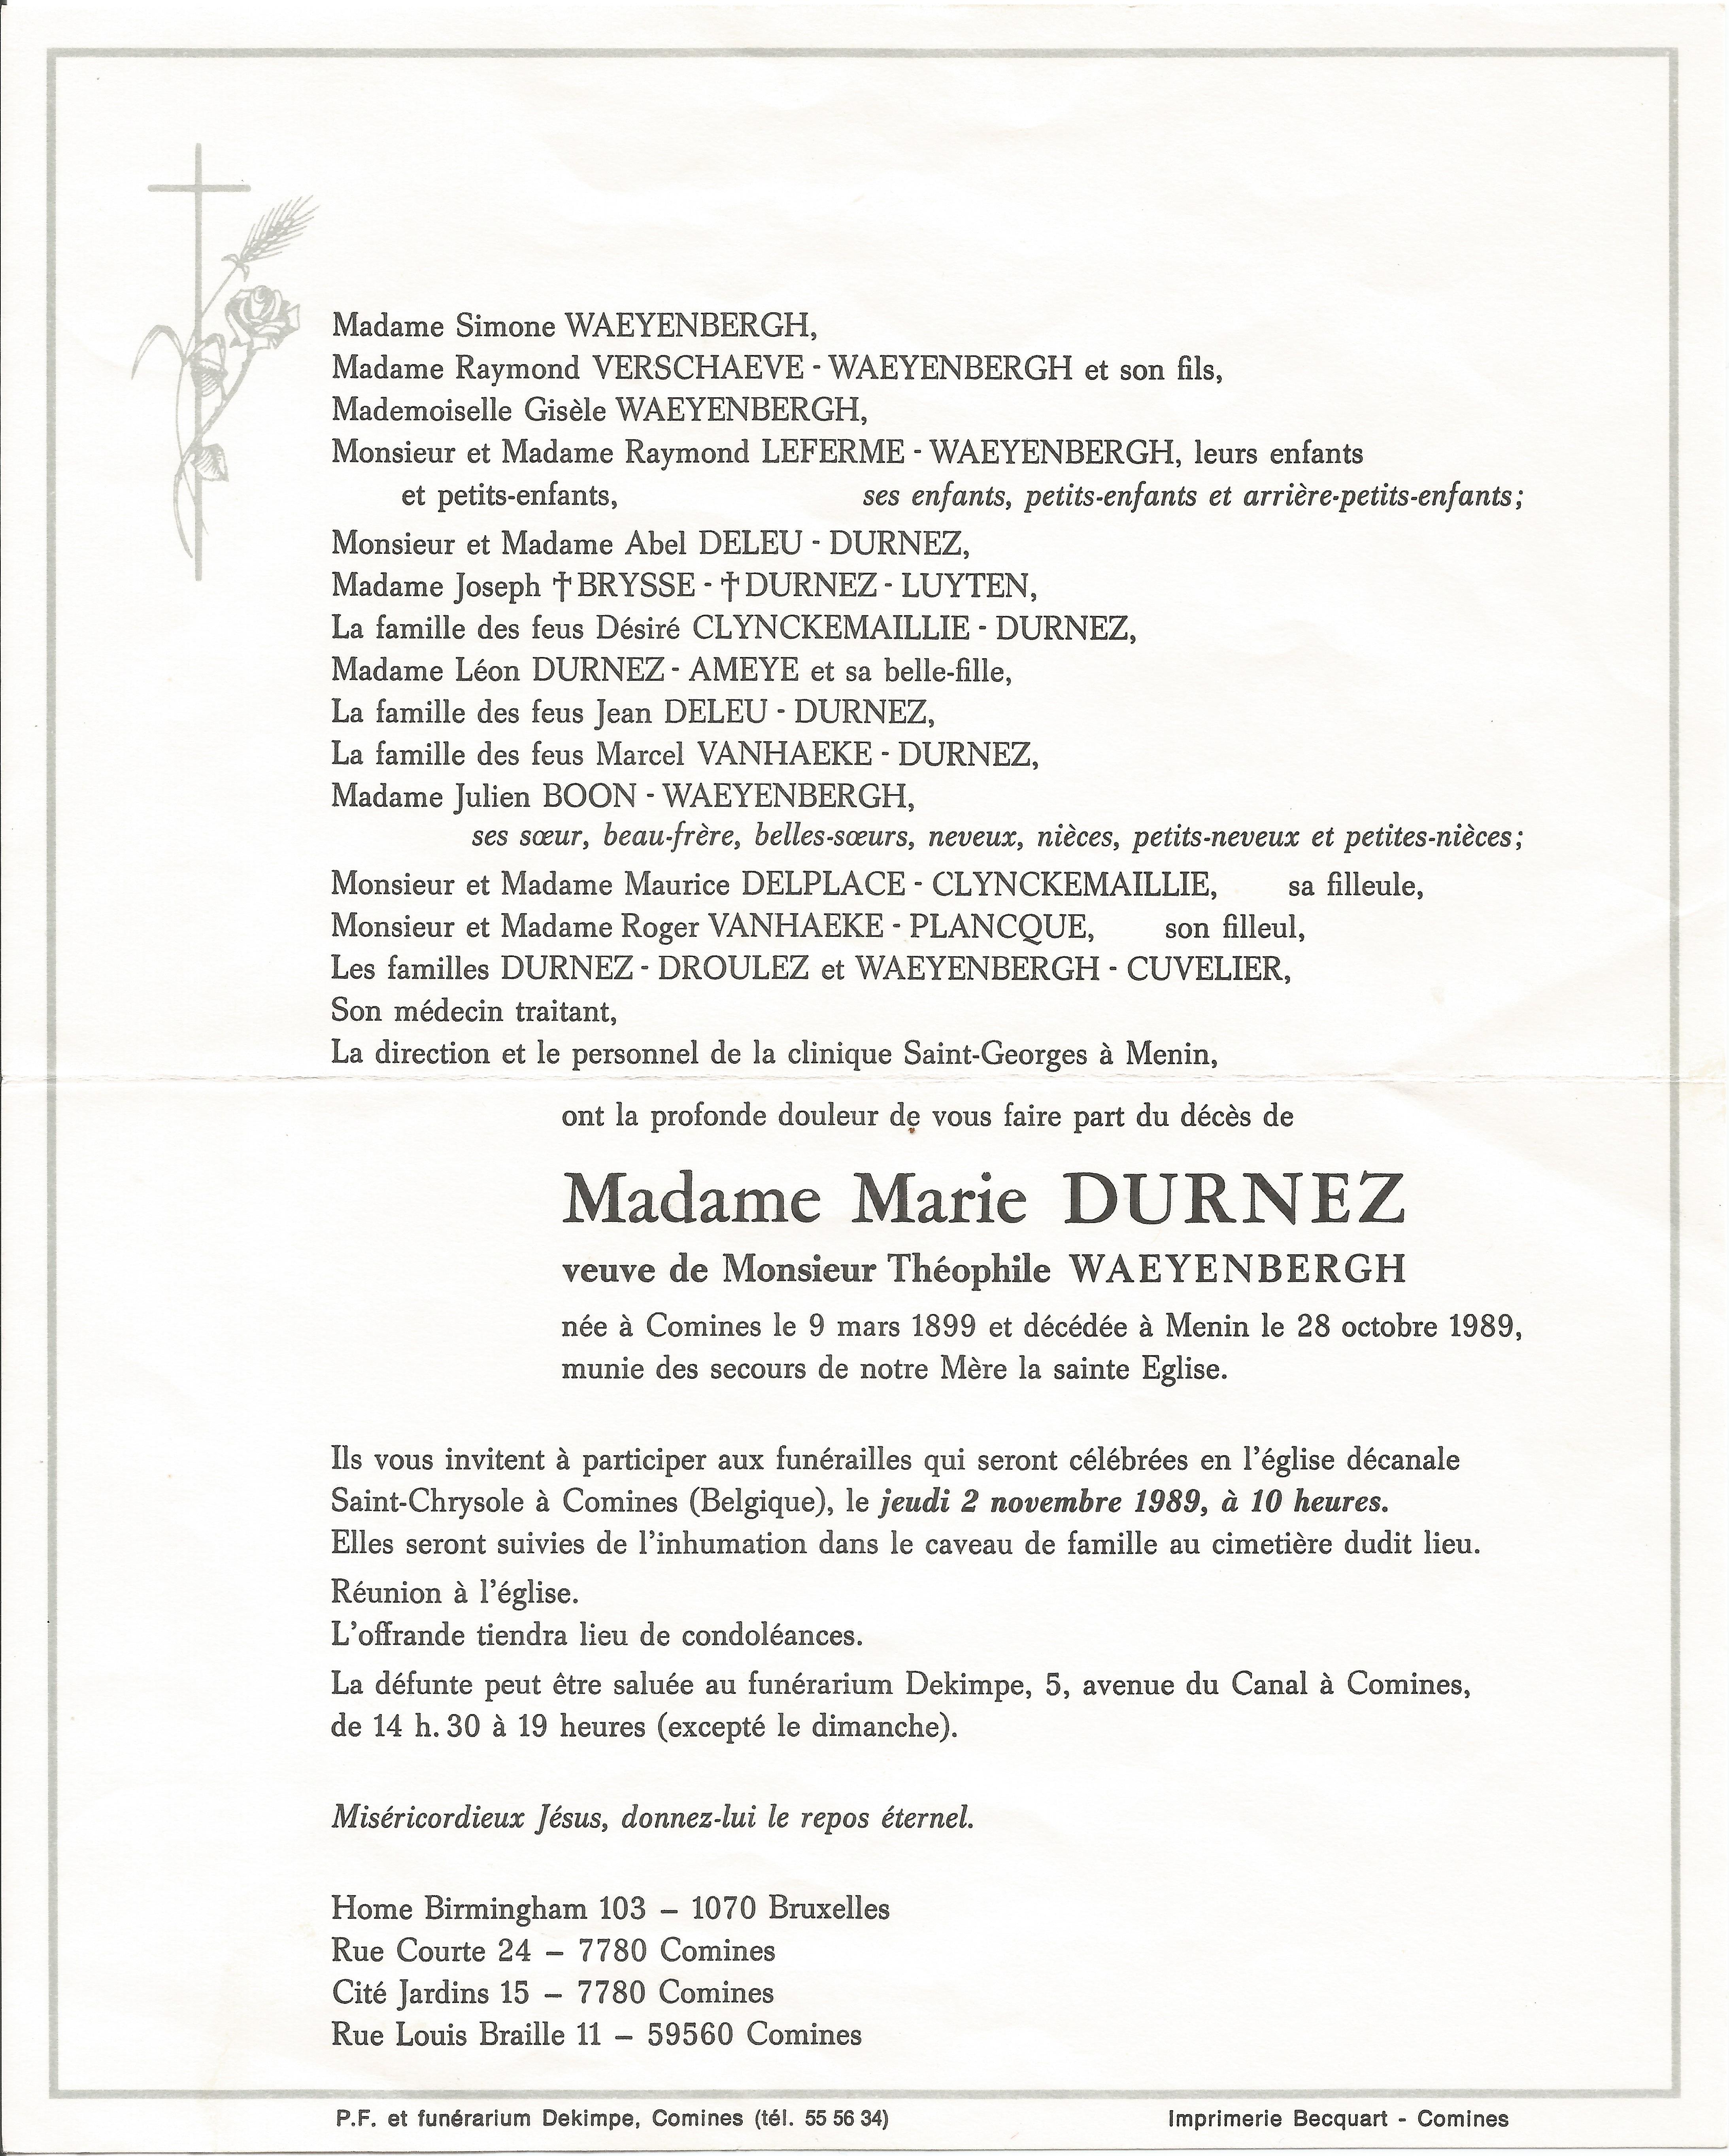 Madame Simone WAEYENBERGH,
Madame Raymond VERSCHAEVE - WAEYENBERGH et son fils,
Mademoiselle Gisèle WAEYENBERGH,
Monsieur et Madame Raymond LEFERME - WAEYENBERGH, leurs enfants
et petits-enfants, ses enfants, petits-enfants et arrière-petits-enfants;
Monsieur et Madame Abel DELEU - DURNEZ,
Madame Joseph †BRYSSE - †DURNEZ - LUYTEN,
La famille des feus Désiré CLYNCKEMAILLIE - DURNEZ,
Madame Léon DURNEZ - AMEYE et sa belle-fille,
La famille des feus Jean DELEU - DURNEZ,
La famille des feus Marcel VANHAEKE - DURNEZ,
Madame Julien BOON - WAEYENBERGH,
ses sœur, beau-frère, belles-sœurs, neveux, nièces, petits-neveux et petites-nièces;
Monsieur et Madame Maurice DELPLACE - CLYNCKEMAILLIE, sa filleule,
Monsieur et Madame Roger VANHAEKE - PLANCQUE, son filleul,
Les familles DURNEZ - DROULEZ et WAEYENBERGH - CUVELIER,
Son médecin traitant,
La direction et le personnel de la clinique Saint-Georges à Menin,
ont la profonde douleur de vous faire part du décès de
Madame Marie DURNEZ
veuve de Monsieur Théophile WAEYENBERGH
née à Comines le 9 mars 1899 et décédée à Menin le 28 octobre 1989,
munie des secours de notre Mère la sainte Eglise.
Ils vous invitent à participer aux funérailles qui seront célébrées en l'église décanale
Saint-Chrysole à Comines (Belgique), le jeudi 2 novembre 1989, à 10 heures.
Elles seront suivies de l'inhumation dans le caveau de famille au cimetière dudit lieu.
Réunion à l'église.
L'offrande tiendra lieu de condoléances.
La défunte peut être saluée au funérarium Dekimpe, 5, avenue du Canal à Comines,
de 14 h. 30 à 19 heures (excepté le dimanche).
Miséricordieux Jésus, donnez-lui le repos éternel.
Home Birmingham 103 – 1070 Bruxelles
Rue Courte 24 – 7780 Comines
Cité Jardins 15 – 7780 Comines
Rue Louis Braille 11 – 59560 Comines
P.F. et funérarium Dekimpe, Comines (tél. 55 56 34) Imprimerie Becquart - Comines